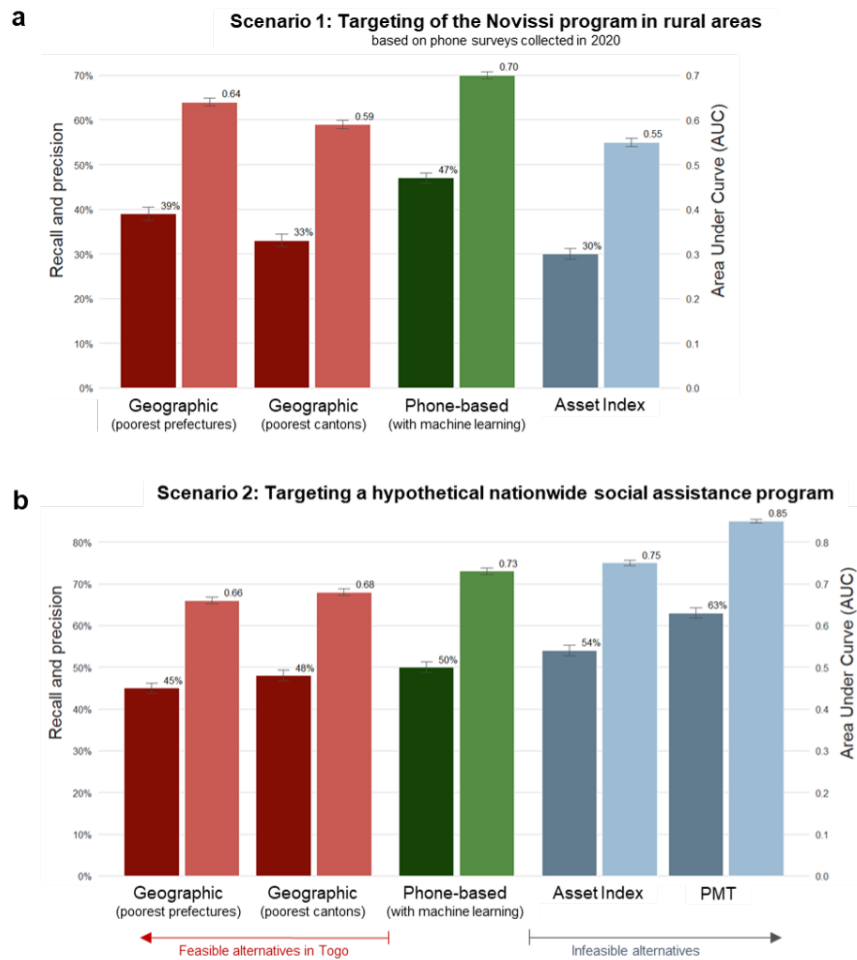 a
Scenario 1: Targeting of the Novissi program in rural areas
based on phone surveys collected in 2020
Recall and precision
70%
60%
50%
40%
30%
20%
10%
0%
39%
0.64
33%
0.59
47%
0.70
30%
0.55
0.7
0.6
0.5
0.4
0.3
0.2
0.1
0.0
Area Under Curve (AUC)
Geographic
(poorest prefectures)
Geographic
(poorest cantons)
Phone-based
(with machine learning)
Asset Index
b
Scenario 2: Targeting a hypothetical nationwide social assistance program
Recall and precision
80%
70%
60%
50%
40%
30%
20%
10%
0%
45%
0.66
48%
0.68
50%
0.73
54%
0.75
63%
0.85
0.8
0.7
0.6
0.5
0.4
0.3
0.2
0.1
0.0
Area Under Curve (AUC)
Geographic
(poorest prefectures)
Geographic
(poorest cantons)
Phone-based
(with machine learning)
Asset Index
PMT
Feasible alternatives in Togo
Infeasible alternatives